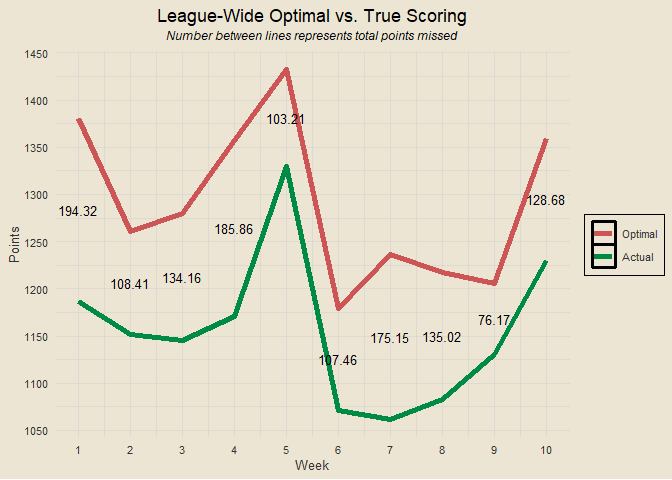 League-Wide Optimal vs. True Scoring
Number between lines represents total points missed
1450
1400
1350
1300
1250
1200
1150
1100
1050
Points
194.32
108.41
134.16
185.86
103.21
107.46
175.15
135.02
76.17
128.68
1 2 3 4 5 6 7 8 9 10
Week
Optimal
Actual